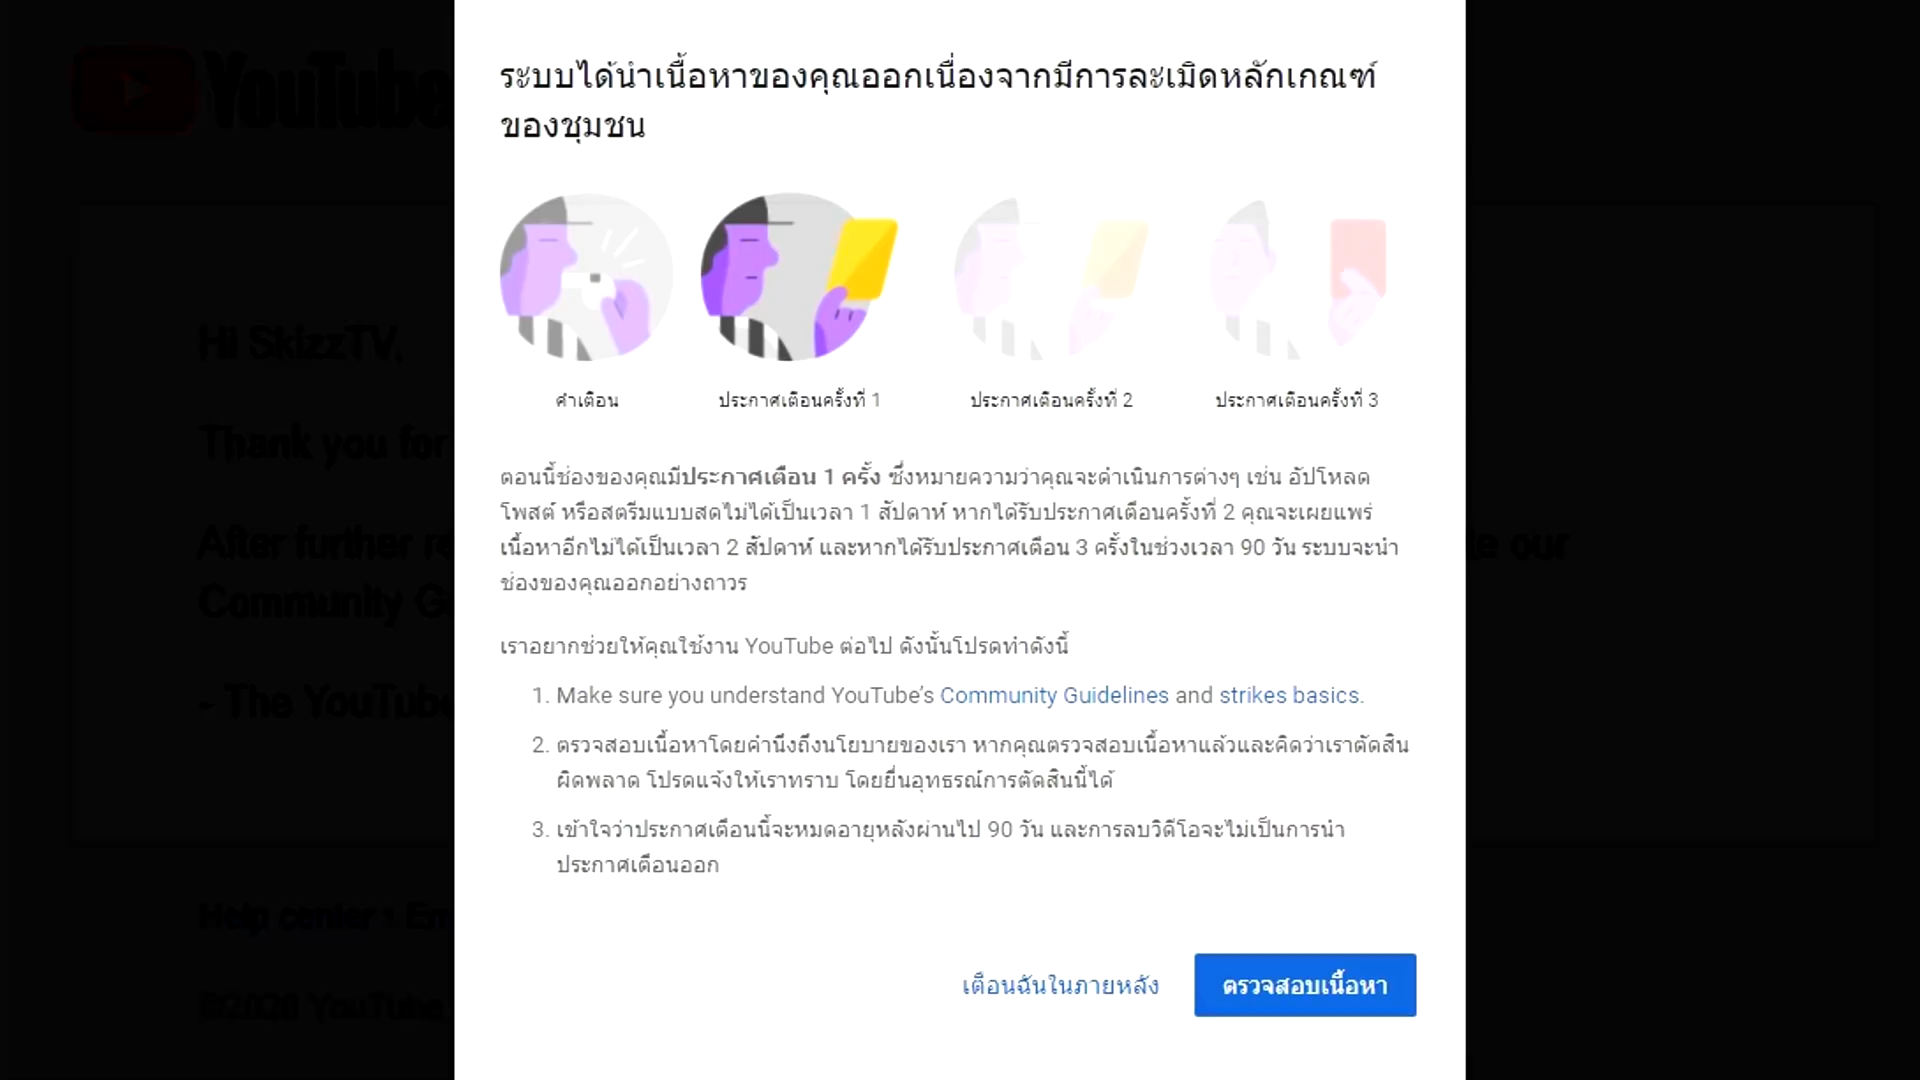 YouTube
Hi SkizzTV,
Thank you for
After further re
te our
Community G
- The YouTube
Help center
©2020 YouTube
ระบบได้นำเนื้อหาของคุณออกเนื่องจากมีการละเมิดหลักเกณฑ์
ของชุมชน
คำเตือน
ประกาศเตือนครั้งที่ 1
ประกาศเตือนครั้งที่ 2
ประกาศเตือนครั้งที่ 3
ตอนนี้ช่องของคุณมีประกาศเตือน 1 ครั้ง ซึ่งหมายความว่าคุณจะดำเนินการต่างๆ เช่น อัปโหลด
โพสต์ หรือสตรีมแบบสดไม่ได้เป็นเวลา 1 สัปดาห์ หากได้รับประกาศเตือนครั้งที่ 2 คุณจะเผยแพร่
เนื้อหาอีกไม่ได้เป็นเวลา 2 สัปดาห์ และหากได้รับประกาศเตือน 3 ครั้งในช่วงเวลา 90 วัน ระบบจะนำ
ช่องของคุณออกอย่างถาวร
เราอยากช่วยให้คุณใช้งาน YouTube ต่อไป ดังนั้นโปรดทำดังนี้
1. Make sure you understand YouTube’s Community Guidelines and strikes basics.
2. ตรวจสอบเนื้อหาโดยคำนึงถึงนโยบายของเรา หากคุณตรวจสอบเนื้อหาแล้วและคิดว่าเราตัดสิน
ผิดพลาด โปรดแจ้งให้เราทราบ โดยยื่นอุทธรณ์การตัดสินนี้ได้
3. เข้าใจว่าประกาศเตือนนี้จะหมดอายุหลังผ่านไป 90 วัน และการลบวิดีโอจะไม่เป็นการนำ
ประกาศเตือนออก
เตือนฉันในภายหลัง
ตรวจสอบเนื้อหา